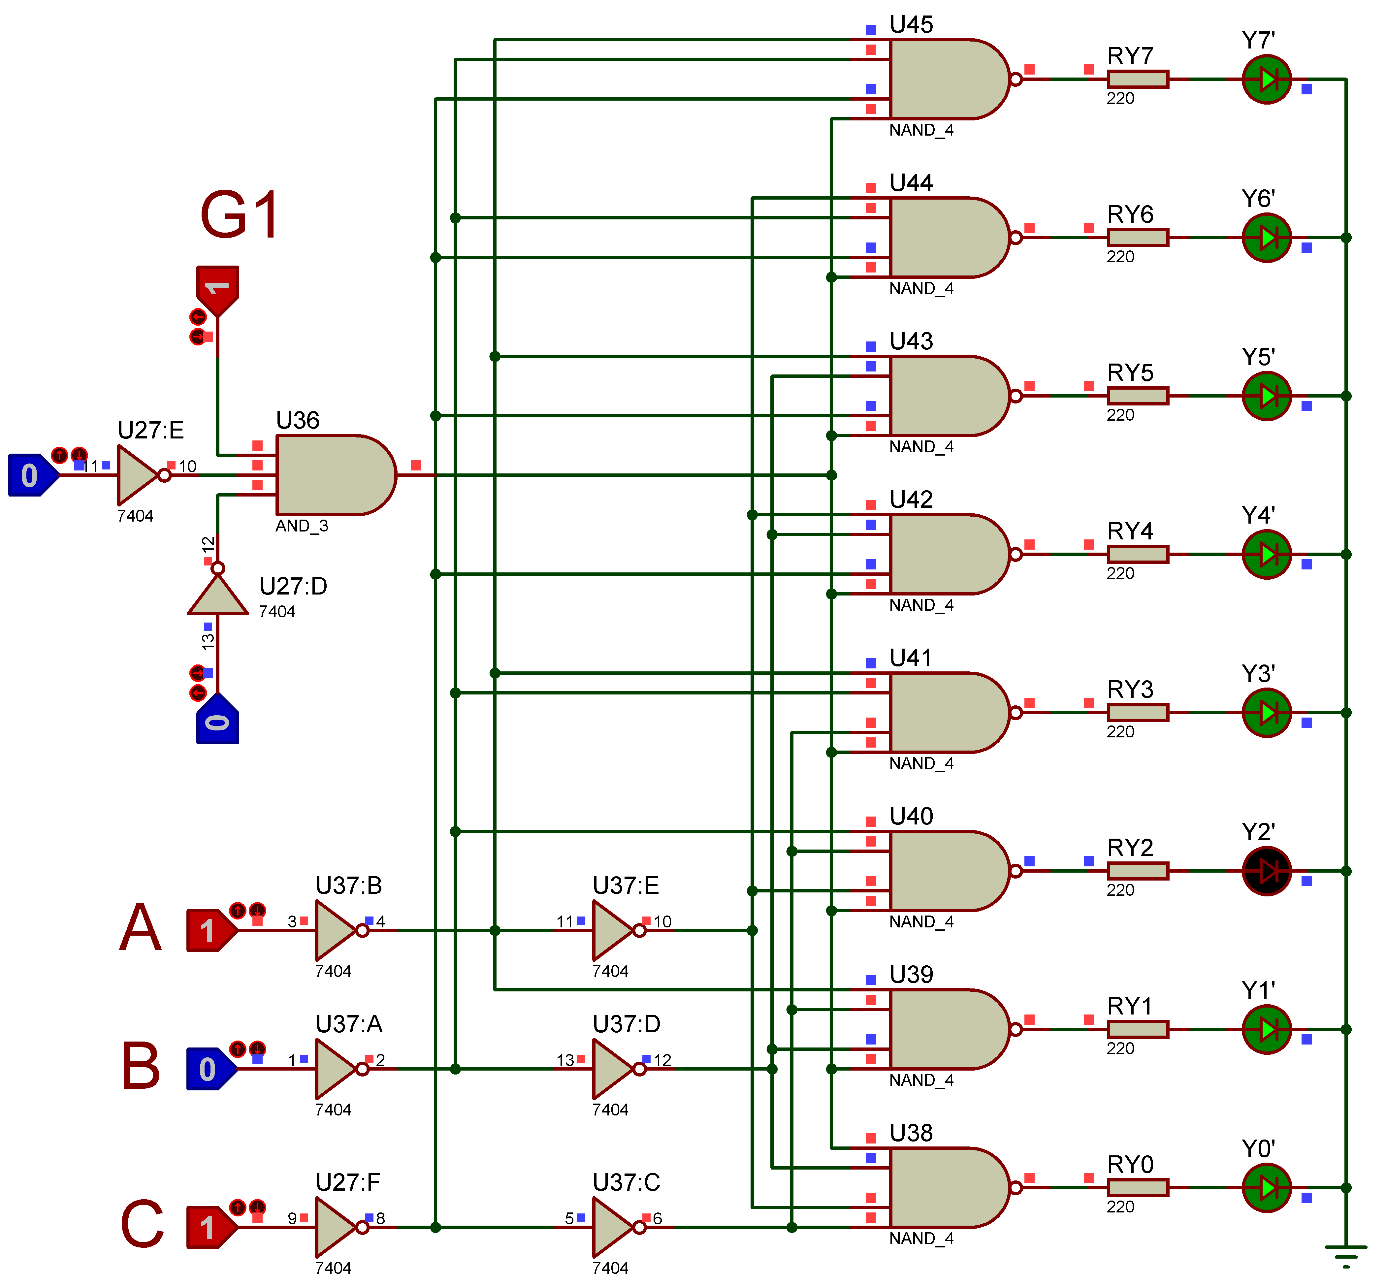 U45
NAND_4
RY7
220
Y7'
U44
NAND_4
RY6
220
Y6'
G1
1
U43
NAND_4
RY5
220
Y5'
0
11
U27:E
10
7404
U36
AND_3
12
U27:D
7404
13
0
U42
NAND_4
RY4
220
Y4'
U41
NAND_4
RY3
220
Y3'
U40
NAND_4
RY2
220
Y2'
A
1
3
U37:B
4
7404
11
U37:E
10
7404
U39
NAND_4
RY1
220
Y1'
B
0
1
U37:A
2
7404
13
U37:D
12
7404
U38
NAND_4
RY0
220
Y0'
C
1
9
U27:F
8
7404
5
U37:C
6
7404